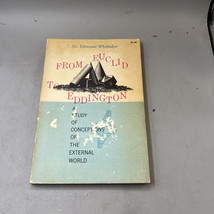 Sir Edmund Whittaker
FROM EUCLID
TO
EDDINGTON
A
STUDY
OF
CONCEPTIONS
OF
THE
EXTERNAL
WORLD